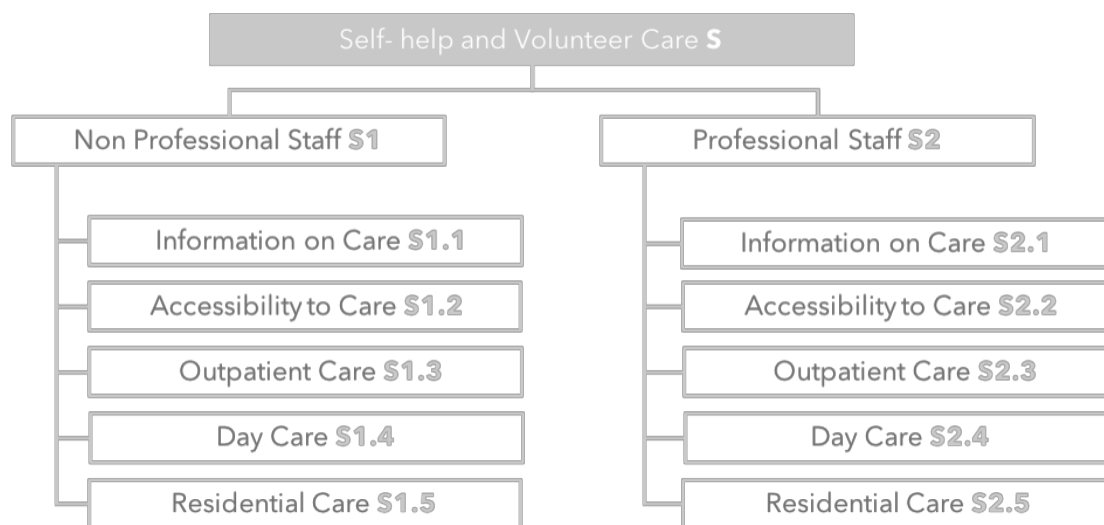 Self- help and Volunteer Care S
Non Professional Staff S1
Information on Care S1.1
Accessibility to Care S1.2
Outpatient Care S1.3
Day Care S1.4
Residential Care S1.5
Professional Staff S2
Information on Care S2.1
Accessibility to Care S2.2
Outpatient Care S2.3
Day Care S2.4
Residential Care S2.5